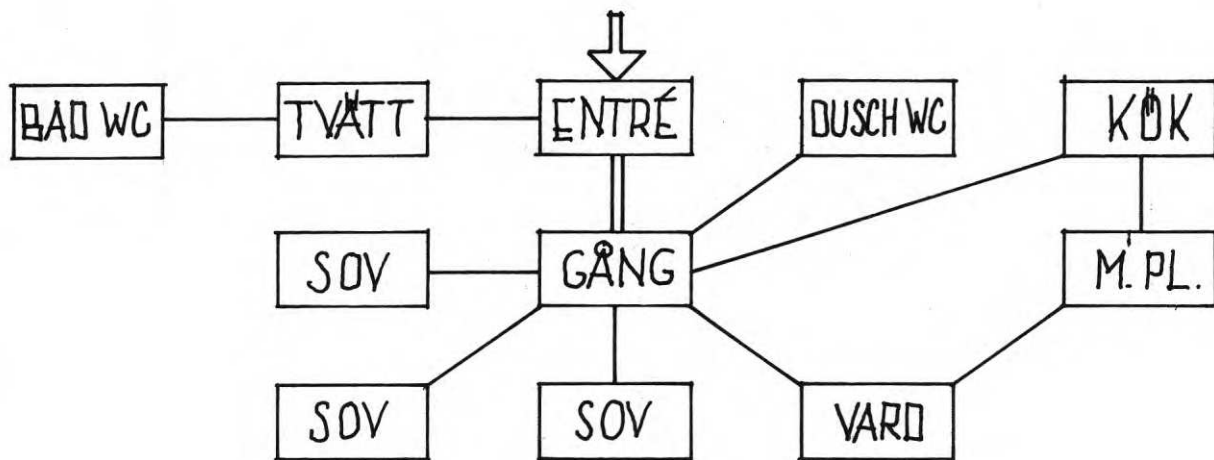 BAD WC
TVÄTT
ENTRÉ
DUSCH WC
KÖK
SOV
GÅNG
M. PL.
SOV
SOV
VARD